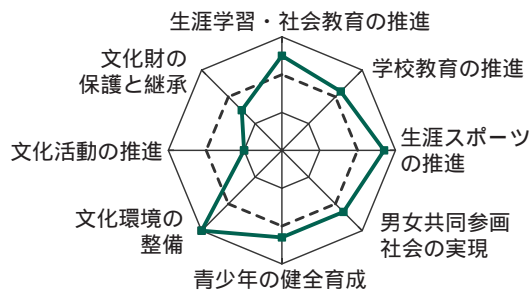 生涯学習・社会教育の推進
学校教育の推進
生涯スポーツ
の推進
男女共同参画
社会の実現
青少年の健全育成
文化環境の
整備
文化活動の推進
文化財の
保護と継承